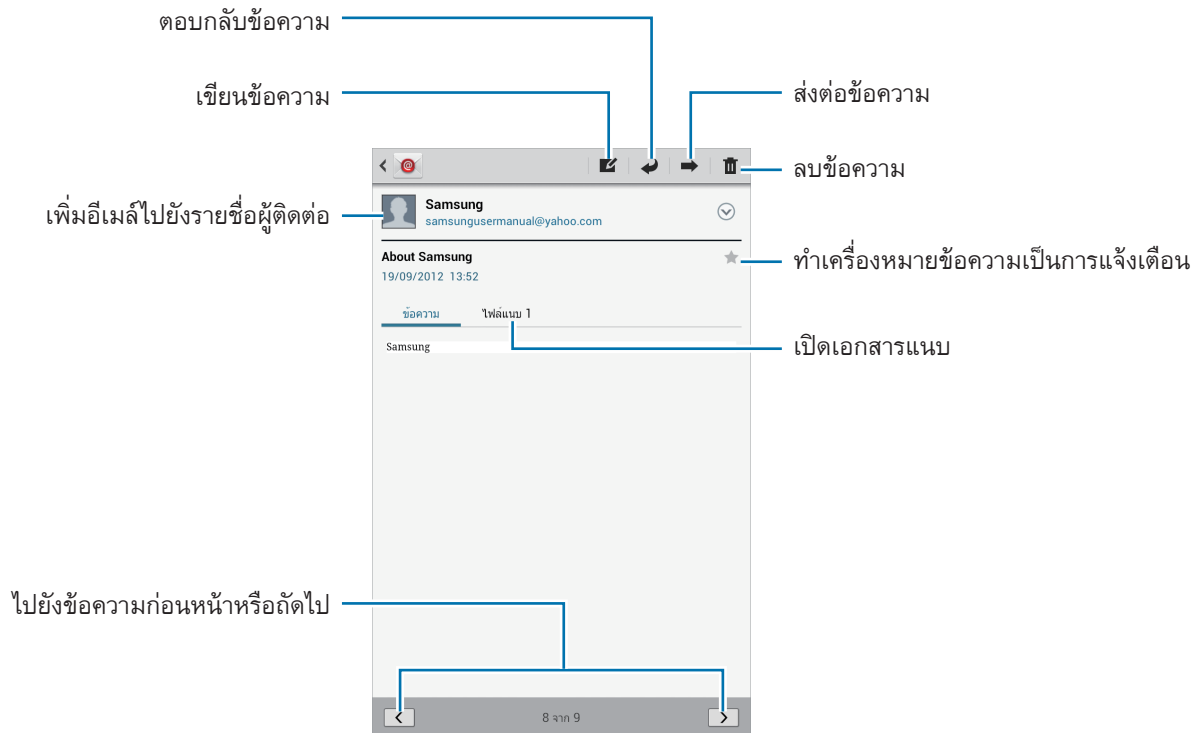 ตอบกลับข้อความ
เขียนข้อความ
ส่งต่อข้อความ
ลบข้อความ
เพิ่มอีเมล์ไปยังรายชื่อผู้ติดต่อ
Samsung
samsungusermanual@yahoo.com
About Samsung
19/09/2012 13:52
ทำเครื่องหมายข้อความเป็นการแจ้งเตือน
ข้อความ ไฟล์แนบ 1
Samsung
เปิดเอกสารแนบ
ไปยังข้อความก่อนหน้าหรือถัดไป
8 จาก 9